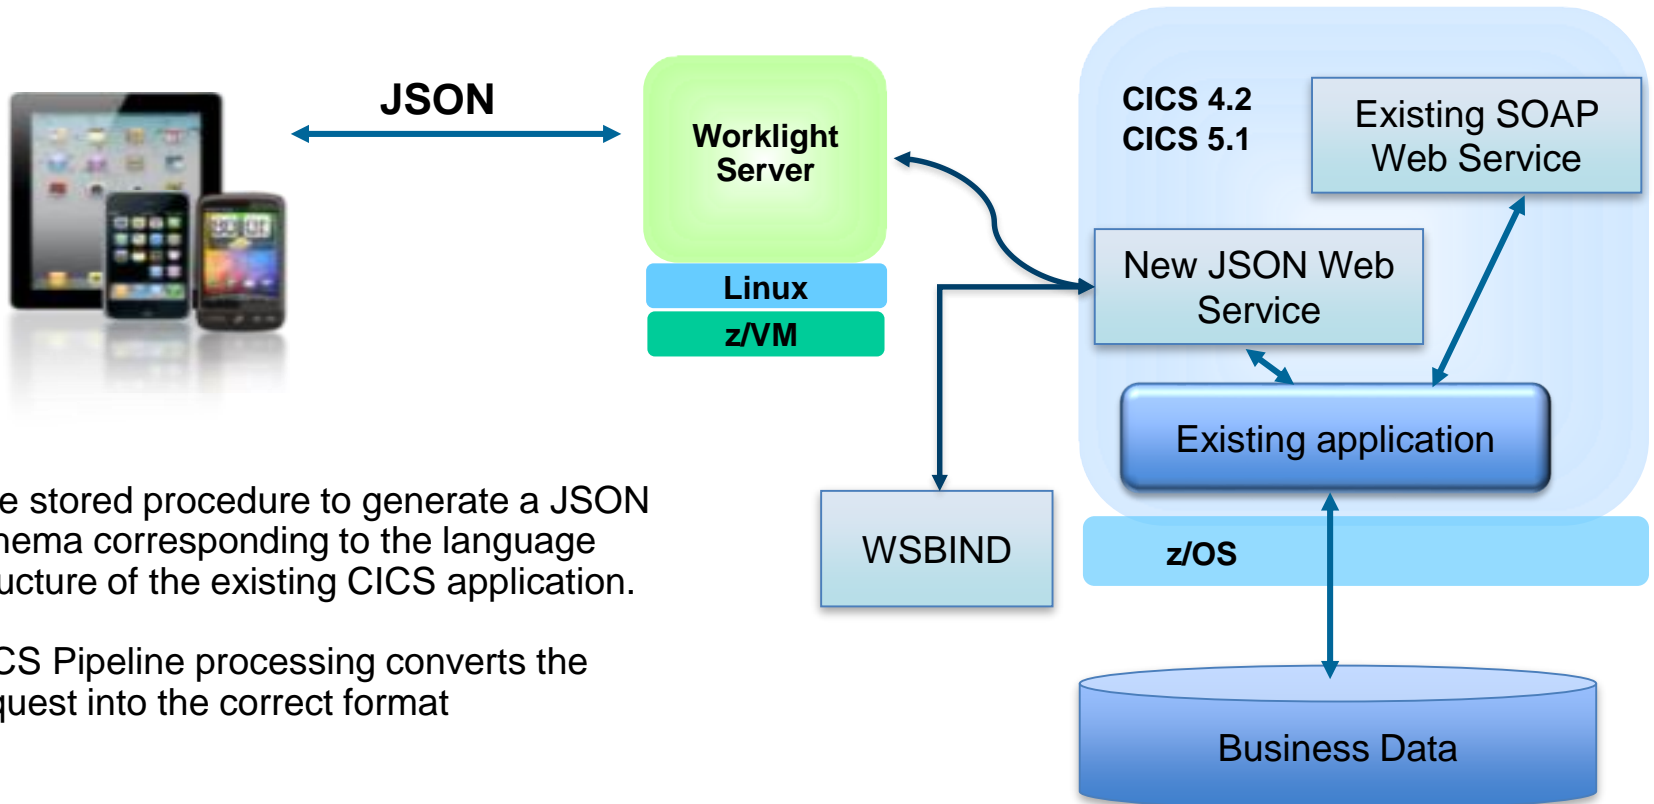 JSON
Worklight
Server
Linux
z/VM
CICS 4.2
CICS 5.1
Existing SOAP
Web Service
New JSON Web
Service
Existing application
WSBIND
z/OS
Business Data
e stored procedure to generate a JSON
nema corresponding to the language
ucture of the existing CICS application.
CS Pipeline processing converts the
quest into the correct format